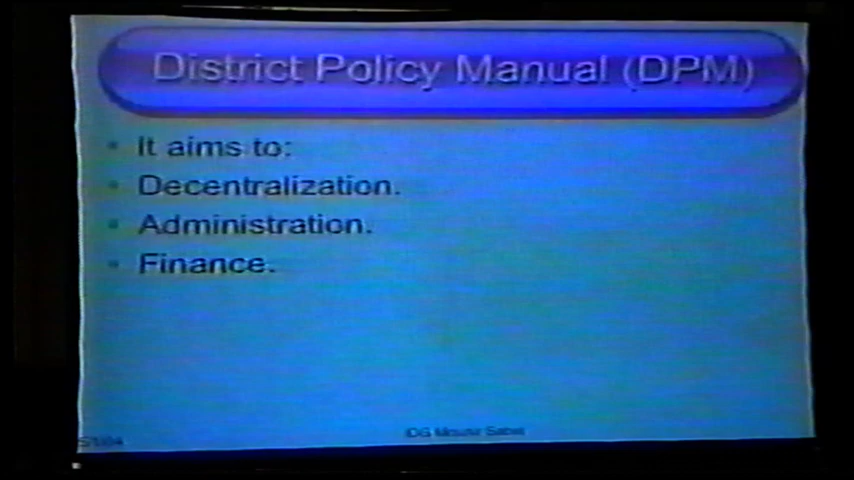 District Policy Manual (DPM)
It aims to:
Decentralization.
Administration.
Finance.